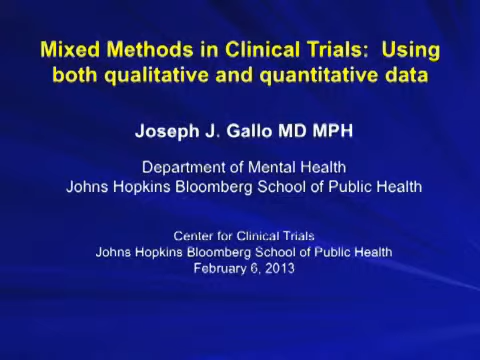 Mixed Methods in Clinical Trials: Using
both qualitative and quantitative data
Joseph J. Gallo MD MPH
Department of Mental Health
Johns Hopkins Bloomberg School of Public Health
Center for Clinical Trials
Johns Hopkins Bloomberg School of Public Health
February 6, 2013